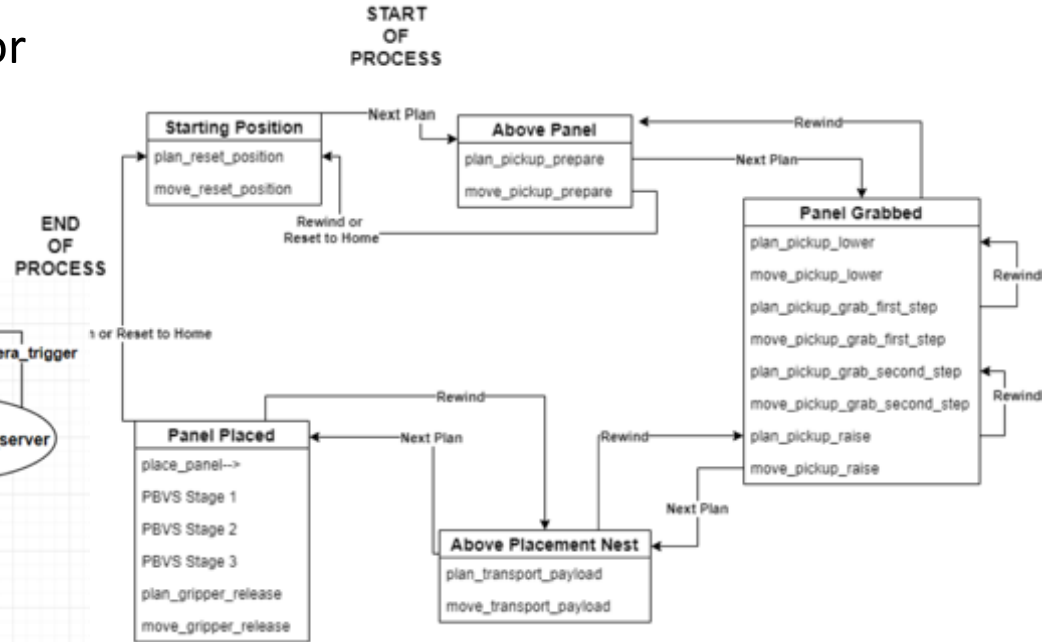 or
START
OF
PROCESS
Starting Position
plan_reset_position
move_reset_position
Next Plan
Above Panel
plan_pickup_prepare
move_pickup_prepare
Rewind
Next Plan
Rewind or
Reset to Home
Panel Grabbed
plan_pickup_lower
move_pickup_lower
plan_pickup_grab_first_step
move_pickup_grab_first_step
plan_pickup_grab_second_step
move_pickup_grab_second_step
plan_pickup_raise
move_pickup_raise
Rewind
Rewind
END
OF
PROCESS
or Reset to Home
era_trigger
server
Rewind
Panel Placed
place_panel-->
PBVS Stage 1
PBVS Stage 2
PBVS Stage 3
plan_gripper_release
move_gripper_release
Next Plan
Rewind
Next Plan
Above Placement Nest
plan_transport_payload
move_transport_payload